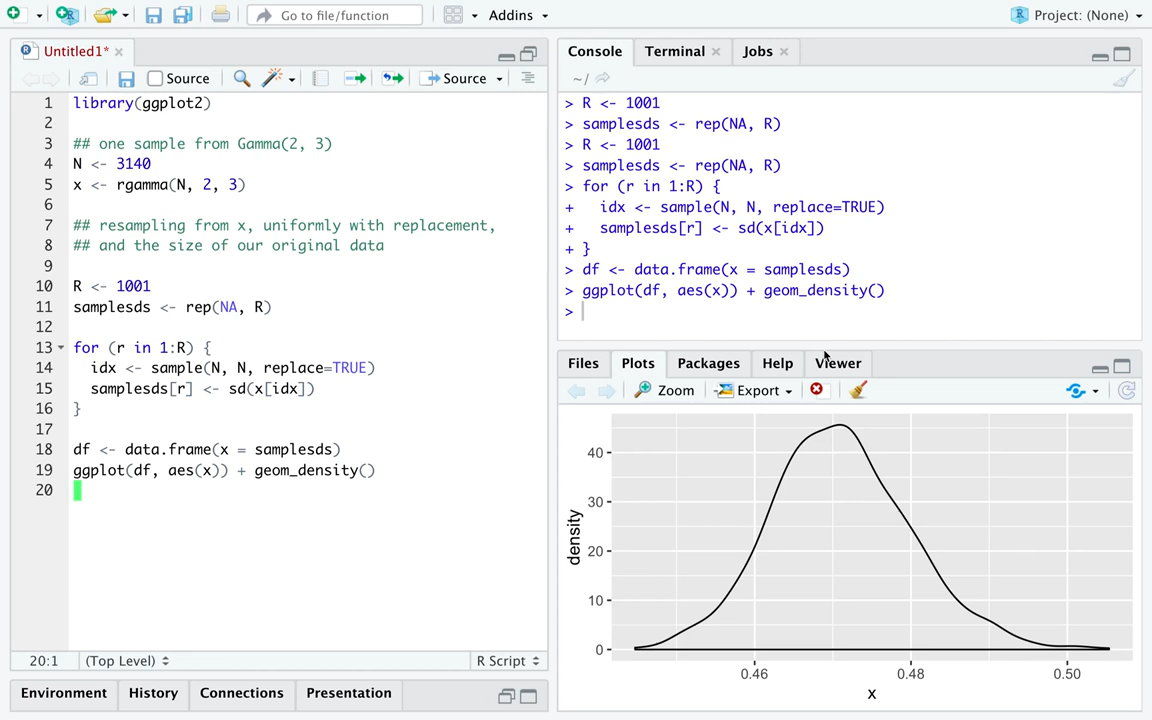 Go to file/function
Addins
Project: (None)
Untitled1*
Source
Source
1 library(ggplot2)
2
3 ## one sample from Gamma(2, 3)
4 N <- 3140
5 x <- rgamma(N, 2, 3)
6
7 ## resampling from x, uniformly with replacement,
8 ## and the size of our original data
9
10 R <- 1001
11 samplesds <- rep(NA, R)
12
13 for (r in 1:R) {
14   idx <- sample(N, N, replace=TRUE)
15   samplesds[r] <- sd(x[idx])
16 }
17
18 df <- data.frame(x = samplesds)
19 ggplot(df, aes(x)) + geom_density()
20
20:1 (Top Level) R Script
Environment History Connections Presentation
Console Terminal Jobs
~/
> R <- 1001
> samplesds <- rep(NA, R)
> R <- 1001
> samplesds <- rep(NA, R)
> for (r in 1:R) {
+   idx <- sample(N, N, replace=TRUE)
+   samplesds[r] <- sd(x[idx])
+ }
> df <- data.frame(x = samplesds)
> ggplot(df, aes(x)) + geom_density()
>
Files Plots Packages Help Viewer
Zoom Export
density
40
30
20
10
0
0.46 0.48 0.50
x